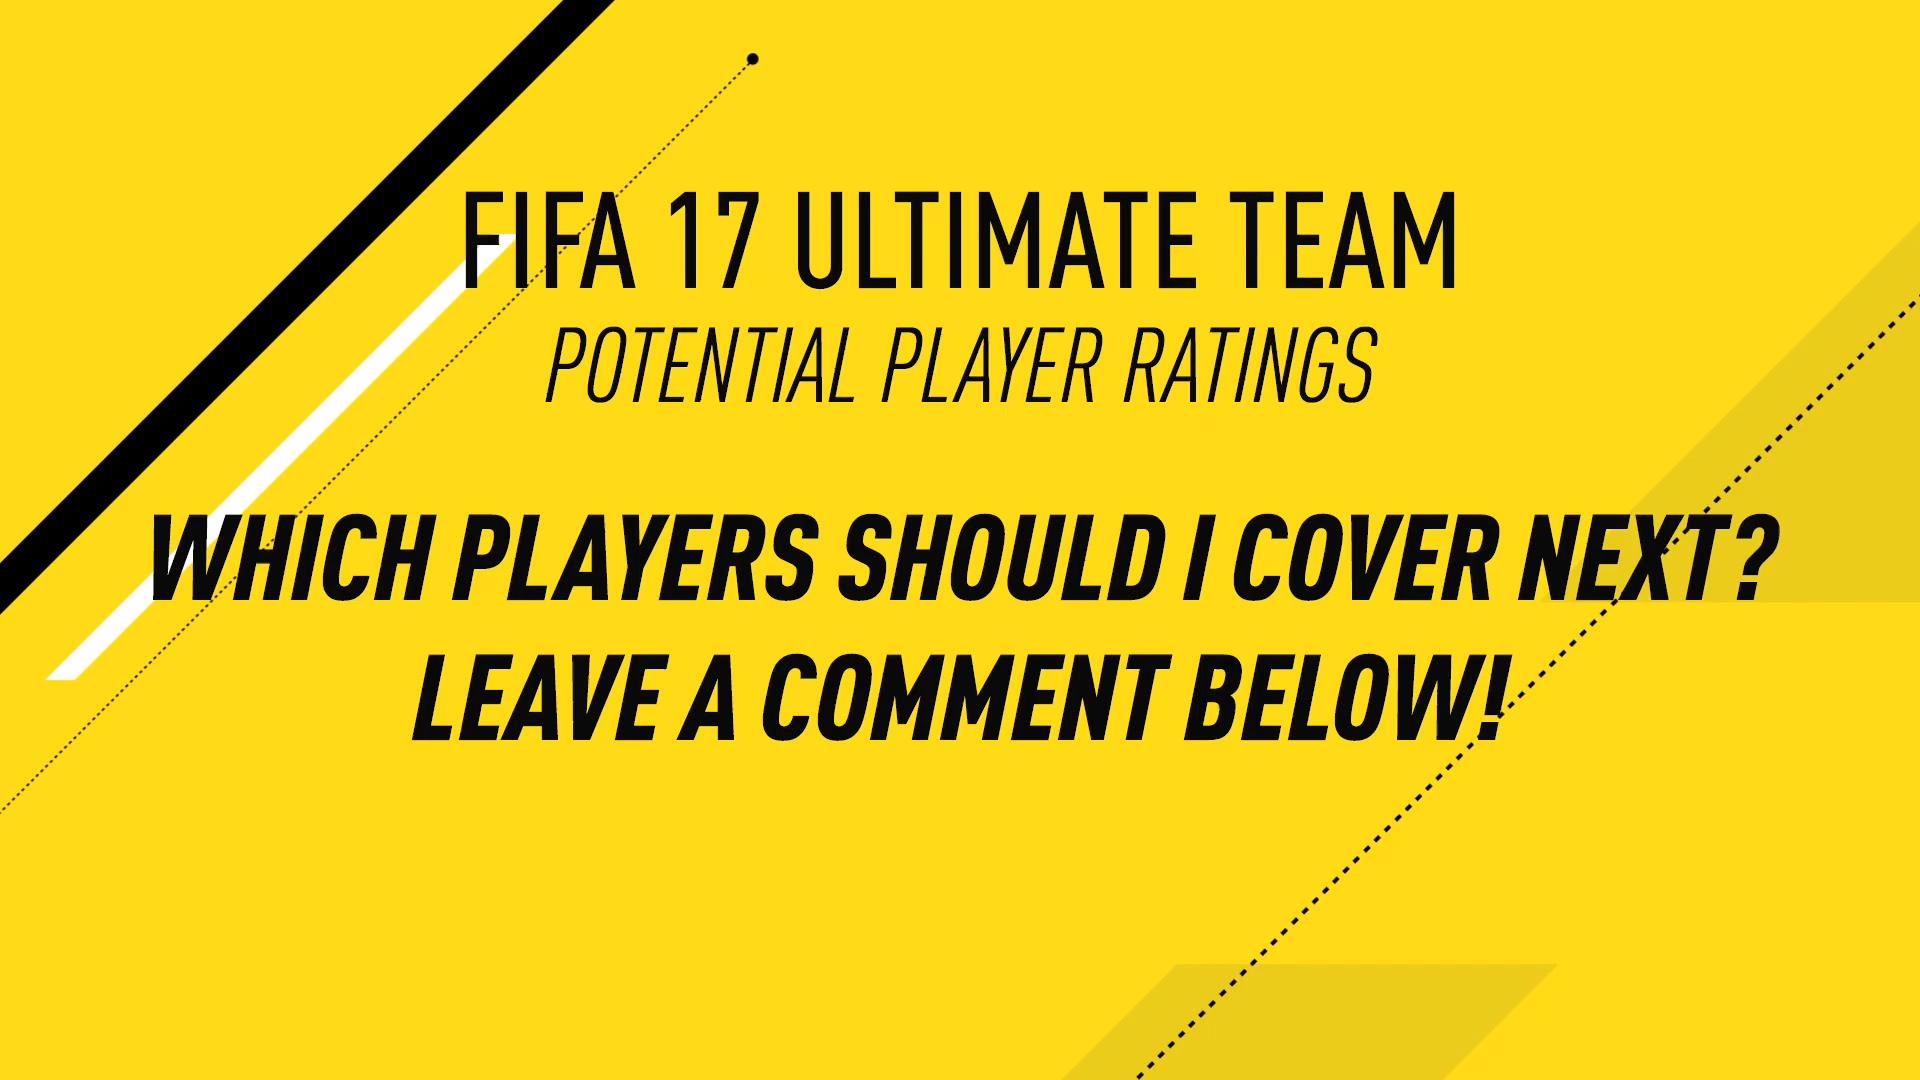 FIFA 17 ULTIMATE TEAM
POTENTIAL PLAYER RATINGS
WHICH PLAYERS SHOULD I COVER NEXT?
LEAVE A COMMENT BELOW!